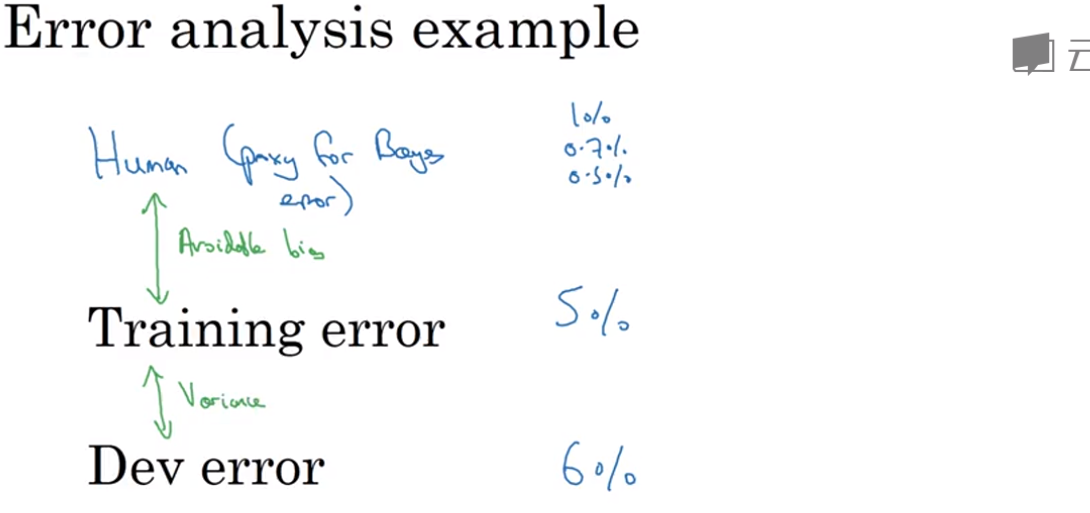 Error analysis example
云
Human (proxy for Bayes
error)
1%
0.7%
0.5%
Avoidable bias
Training error
5%
Variance
Dev error
6%